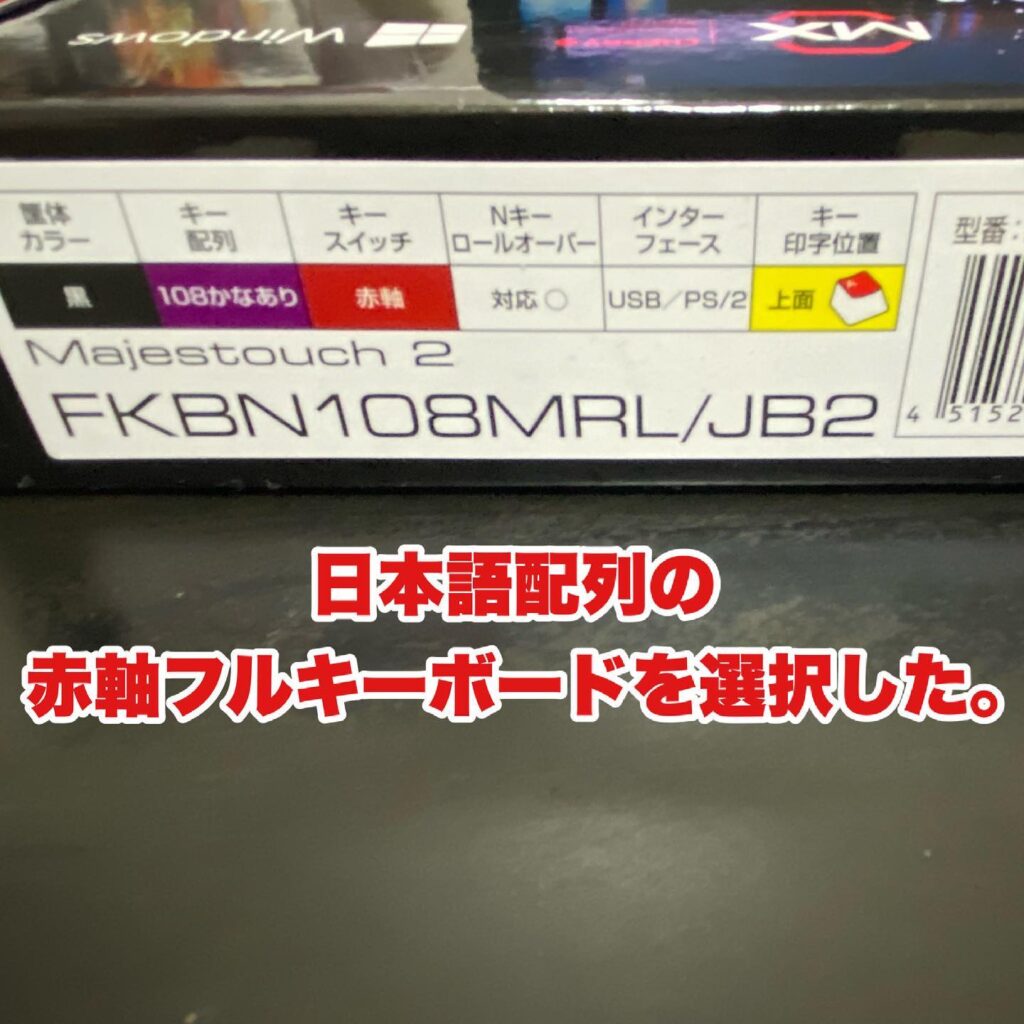 Windows
MX
筐体
カラー
キー
配列
キー
スイッチ
Nキー
ロールオーバー
インター
フェース
キー
印字位置
型番:
黒
108かなあり
赤軸
対応○
USB/PS/2
上面
Majestouch 2
FKBN108MRL/JB2
4 5152
日本語配列の
赤軸フルキーボードを選択した。